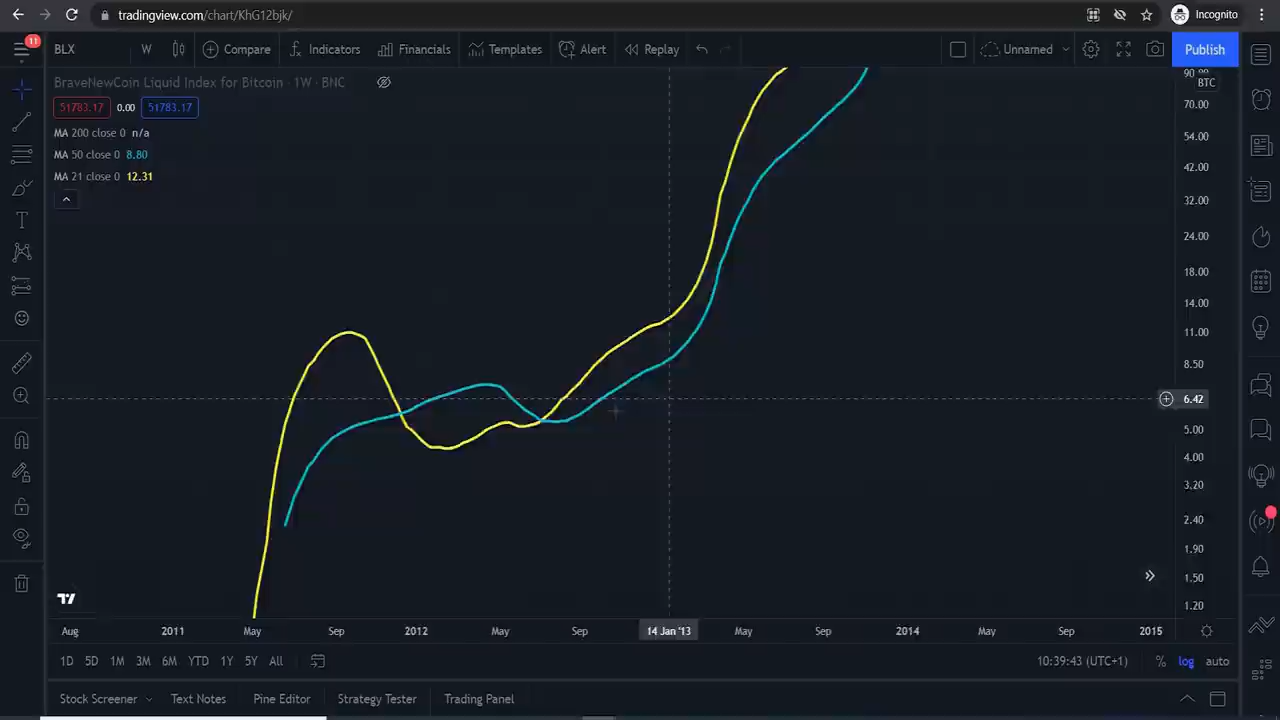 tradingview.com/chart/KhG12bjk/
Incognito
11
BLX
W
Compare
Indicators
Financials
Templates
Alert
Replay
Unnamed
Publish
BraveNewCoin Liquid Index for Bitcoin · 1W · BNC
51783.17 0.00 51783.17
MA 200 close 0 n/a
MA 50 close 0 8.80
MA 21 close 0 12.31
90
BTC
70.00
54.00
42.00
32.00
24.00
18.00
14.00
11.00
8.50
6.42
5.00
4.00
3.20
2.40
1.90
1.50
1.20
Aug 2011 May Sep 2012 May Sep 14 Jan '13 May Sep 2014 May Sep 2015
1D 5D 1M 3M 6M YTD 1Y 5Y All
10:39:43 (UTC+1) % log auto
Stock Screener Text Notes Pine Editor Strategy Tester Trading Panel